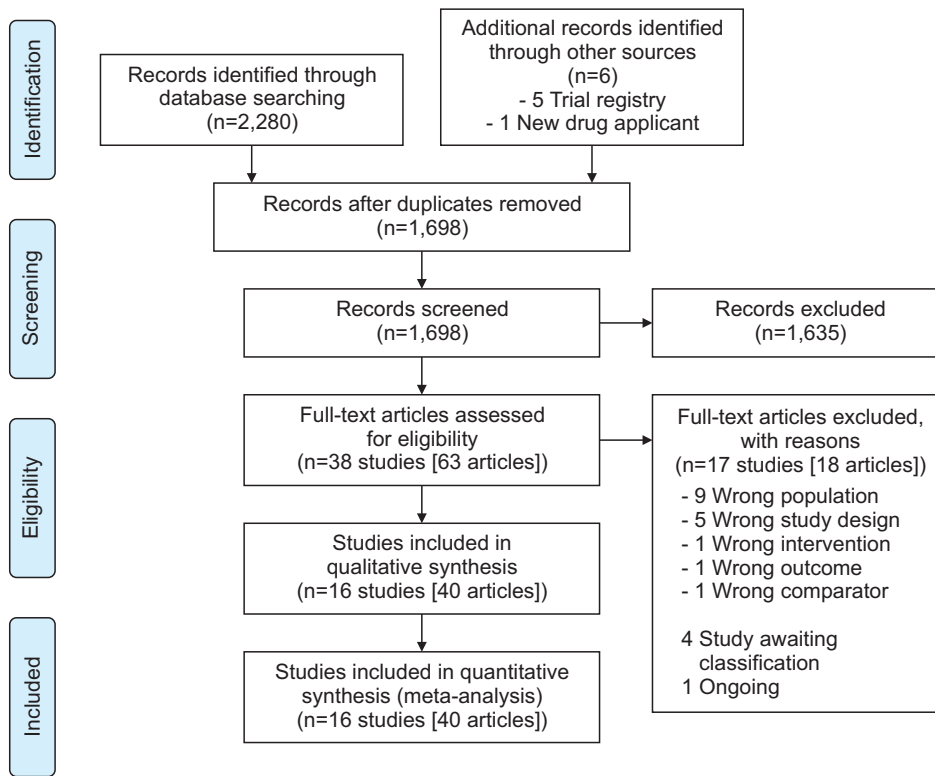 Identification
Records identified through
database searching
(n=2,280)
Additional records identified
through other sources
(n=6)
- 5 Trial registry
- 1 New drug applicant
Records after duplicates removed
(n=1,698)
Screening
Records screened
(n=1,698)
Records excluded
(n=1,635)
Eligibility
Full-text articles assessed
for eligibility
(n=38 studies [63 articles])
Full-text articles excluded,
with reasons
(n=17 studies [18 articles])
- 9 Wrong population
- 5 Wrong study design
- 1 Wrong intervention
- 1 Wrong outcome
- 1 Wrong comparator
4 Study awaiting
classification
1 Ongoing
Studies included in
qualitative synthesis
(n=16 studies [40 articles])
Included
Studies included in quantitative
synthesis (meta-analysis)
(n=16 studies [40 articles])